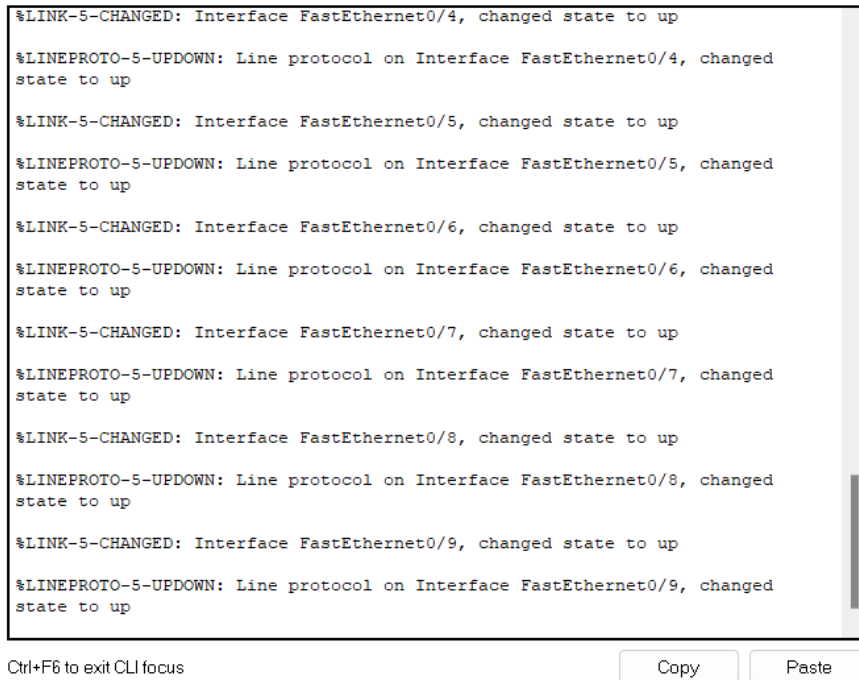 %LINK-5-CHANGED: Interface FastEthernet0/4, changed state to up
%LINEPROTO-5-UPDOWN: Line protocol on Interface FastEthernet0/4, changed
state to up
%LINK-5-CHANGED: Interface FastEthernet0/5, changed state to up
%LINEPROTO-5-UPDOWN: Line protocol on Interface FastEthernet0/5, changed
state to up
%LINK-5-CHANGED: Interface FastEthernet0/6, changed state to up
%LINEPROTO-5-UPDOWN: Line protocol on Interface FastEthernet0/6, changed
state to up
%LINK-5-CHANGED: Interface FastEthernet0/7, changed state to up
%LINEPROTO-5-UPDOWN: Line protocol on Interface FastEthernet0/7, changed
state to up
%LINK-5-CHANGED: Interface FastEthernet0/8, changed state to up
%LINEPROTO-5-UPDOWN: Line protocol on Interface FastEthernet0/8, changed
state to up
%LINK-5-CHANGED: Interface FastEthernet0/9, changed state to up
%LINEPROTO-5-UPDOWN: Line protocol on Interface FastEthernet0/9, changed
state to up
Ctrl+F6 to exit CLI focus
Copy
Paste